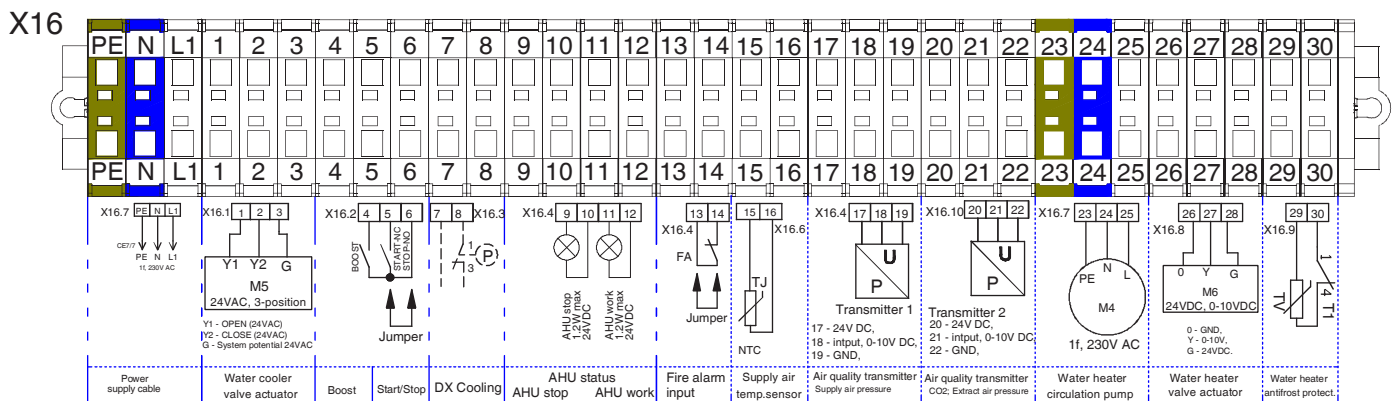 X16
PE N L1 1 2 3 4 5 6 7 8 9 10 11 12 13 14 15 16 17 18 19 20 21 22 23 24 25 26 27 28 29 30
PE N L1 1 2 3 4 5 6 7 8 9 10 11 12 13 14 15 16 17 18 19 20 21 22 23 24 25 26 27 28 29 30
X16.7 PE N L1
CE7/7
PE N L1
1f, 230V AC
Power
supply cable
X16.1 1 2 3
Y1 Y2 G
M5
24VAC, 3-position
Y1 - OPEN (24VAC)
Y2 - CLOSE (24VAC)
G - System potential 24VAC
Water cooler
valve actuator
X16.2 4 5 6
BOOST
START-NC
STOP-NO
Jumper
Boost
Start/Stop
7 8 X16.3
1
P
3
DX Cooling
X16.4 9 10 11 12
AHU stop
1.2W max
24VDC
AHU work
1.2W max
24VDC
AHU status
AHU stop AHU work
13 14
X16.4
FA
Jumper
Fire alarm
input
15 16
X16.6
TJ
NTC
Supply air
temp.sensor
X16.4 17 18 19
U
P
Transmitter 1
17 - 24V DC,
18 - intput, 0-10V DC
19 - GND,
Air quality transmitter
Supply air pressure
X16.10 20 21 22
U
P
Transmitter 2
20 - 24V DC,
21 - intput, 0-10V DC
22 - GND,
Air quality transmitter
CO2; Extract air pressure
X16.7
23 24 25
PE N L
M4
1f, 230V AC
Water heater
circulation pump
26 27 28
X16.8
0 Y G
M6
24VDC, 0-10VDC
0 - GND,
Y - 0-10V,
G - 24VDC.
Water heater
valve actuator
29 30
X16.9
1
TV
4 T1
Water heater
antifrost protect.